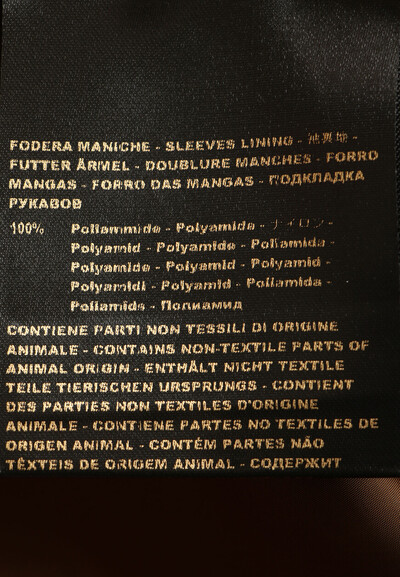 FODERA MANICHE - SLEEVES LINING - 袖裏地 -
FUTTER ÄRMEL - DOUBLURE MANCHES - FORRO
MANGAS - FORRO DAS MANGAS - ПОДКЛАДКА
РУКАВОВ
100% Poliammide - Polyamide - ナイロン -
Polyamid - Polyamide - Poliamida -
Polyamide - Polyamid - Polyamid -
Polyamidi - Polyamid - Poliamida -
Poliamida - Полиамид
CONTIENE PARTI NON TESSILI DI ORIGINE
ANIMALE - CONTAINS NON-TEXTILE PARTS OF
ANIMAL ORIGIN - ENTHÄLT NICHT TEXTILE
TEILE TIERISCHEN URSPRUNGS - CONTIENT
DES PARTIES NON TEXTILES D'ORIGINE
ANIMALE - CONTIENE PARTES NO TEXTILES DE
ORIGEN ANIMAL - CONTÉM PARTES NÃO
TÊXTEIS DE ORIGEM ANIMAL - СОДЕРЖИТ